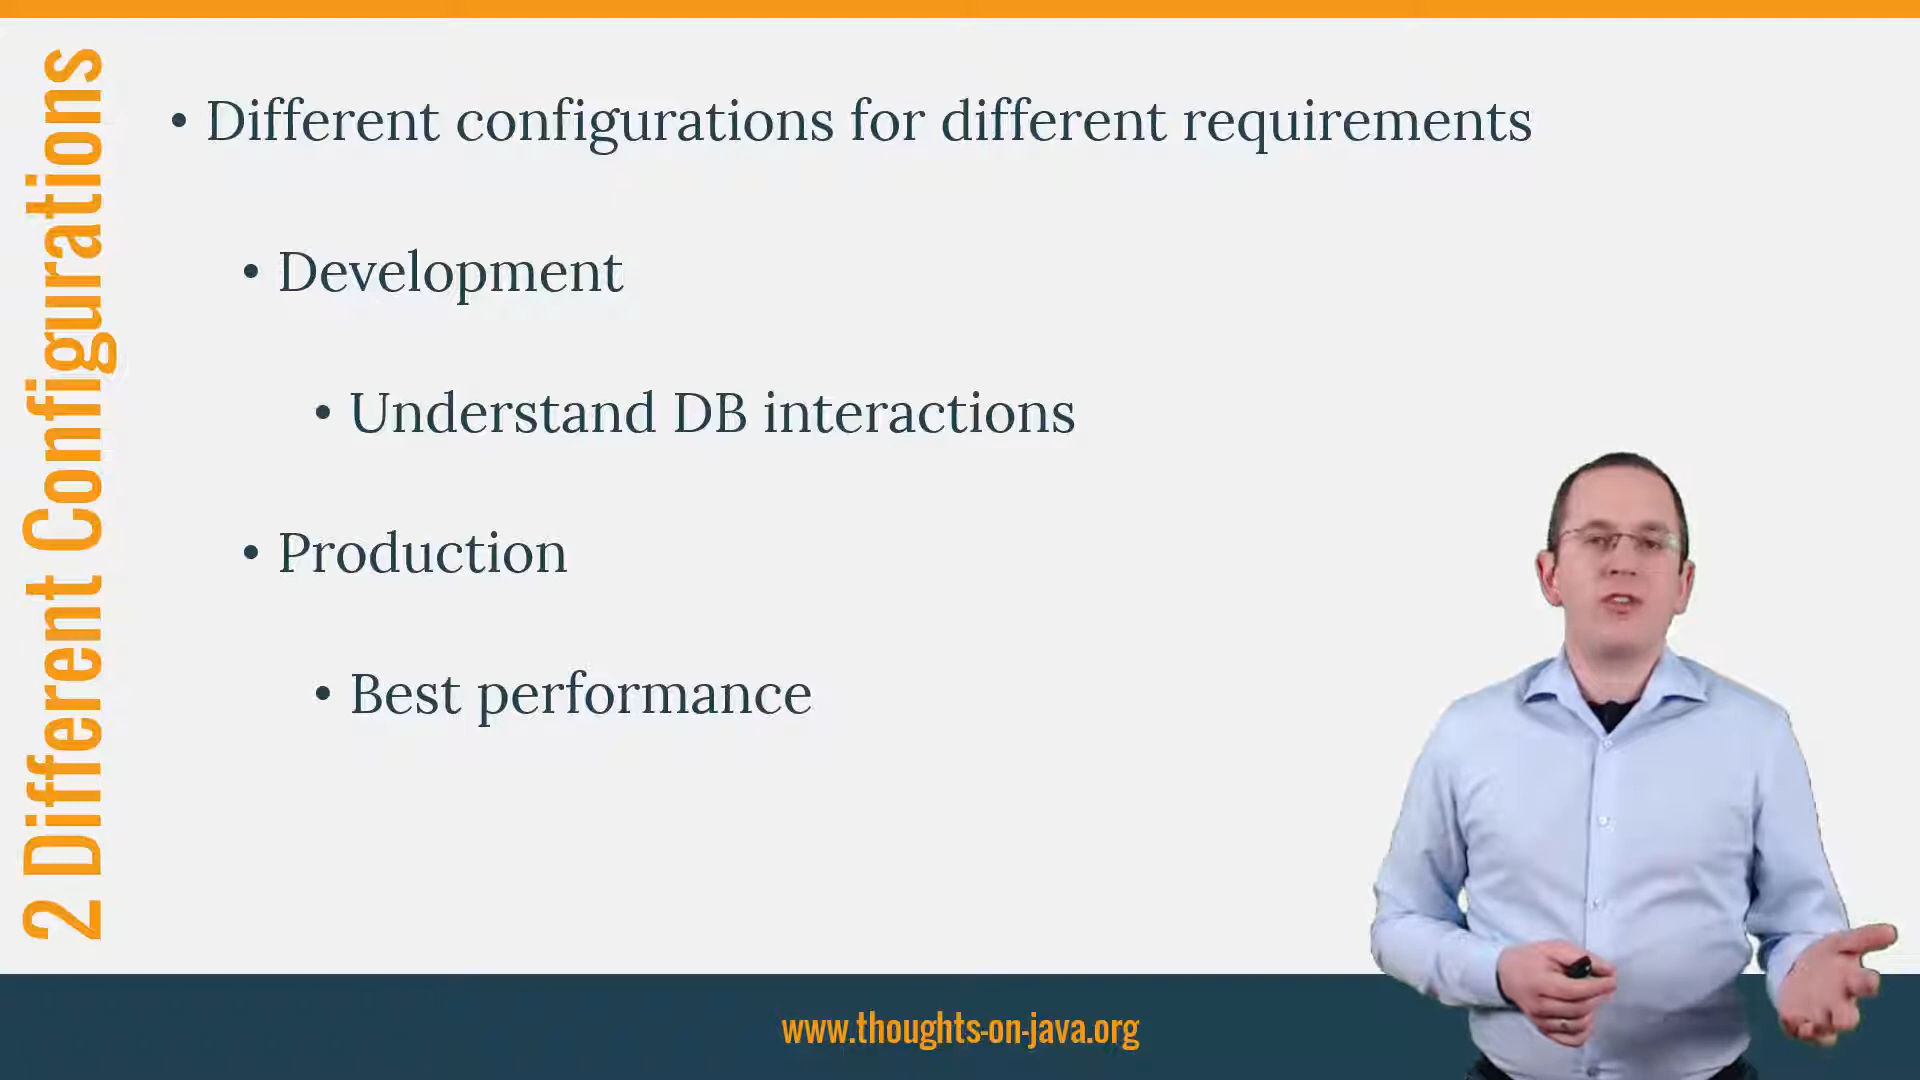 2 Different Configurations
• Different configurations for different requirements
• Development
• Understand DB interactions
• Production
• Best performance
www.thoughts-on-java.org